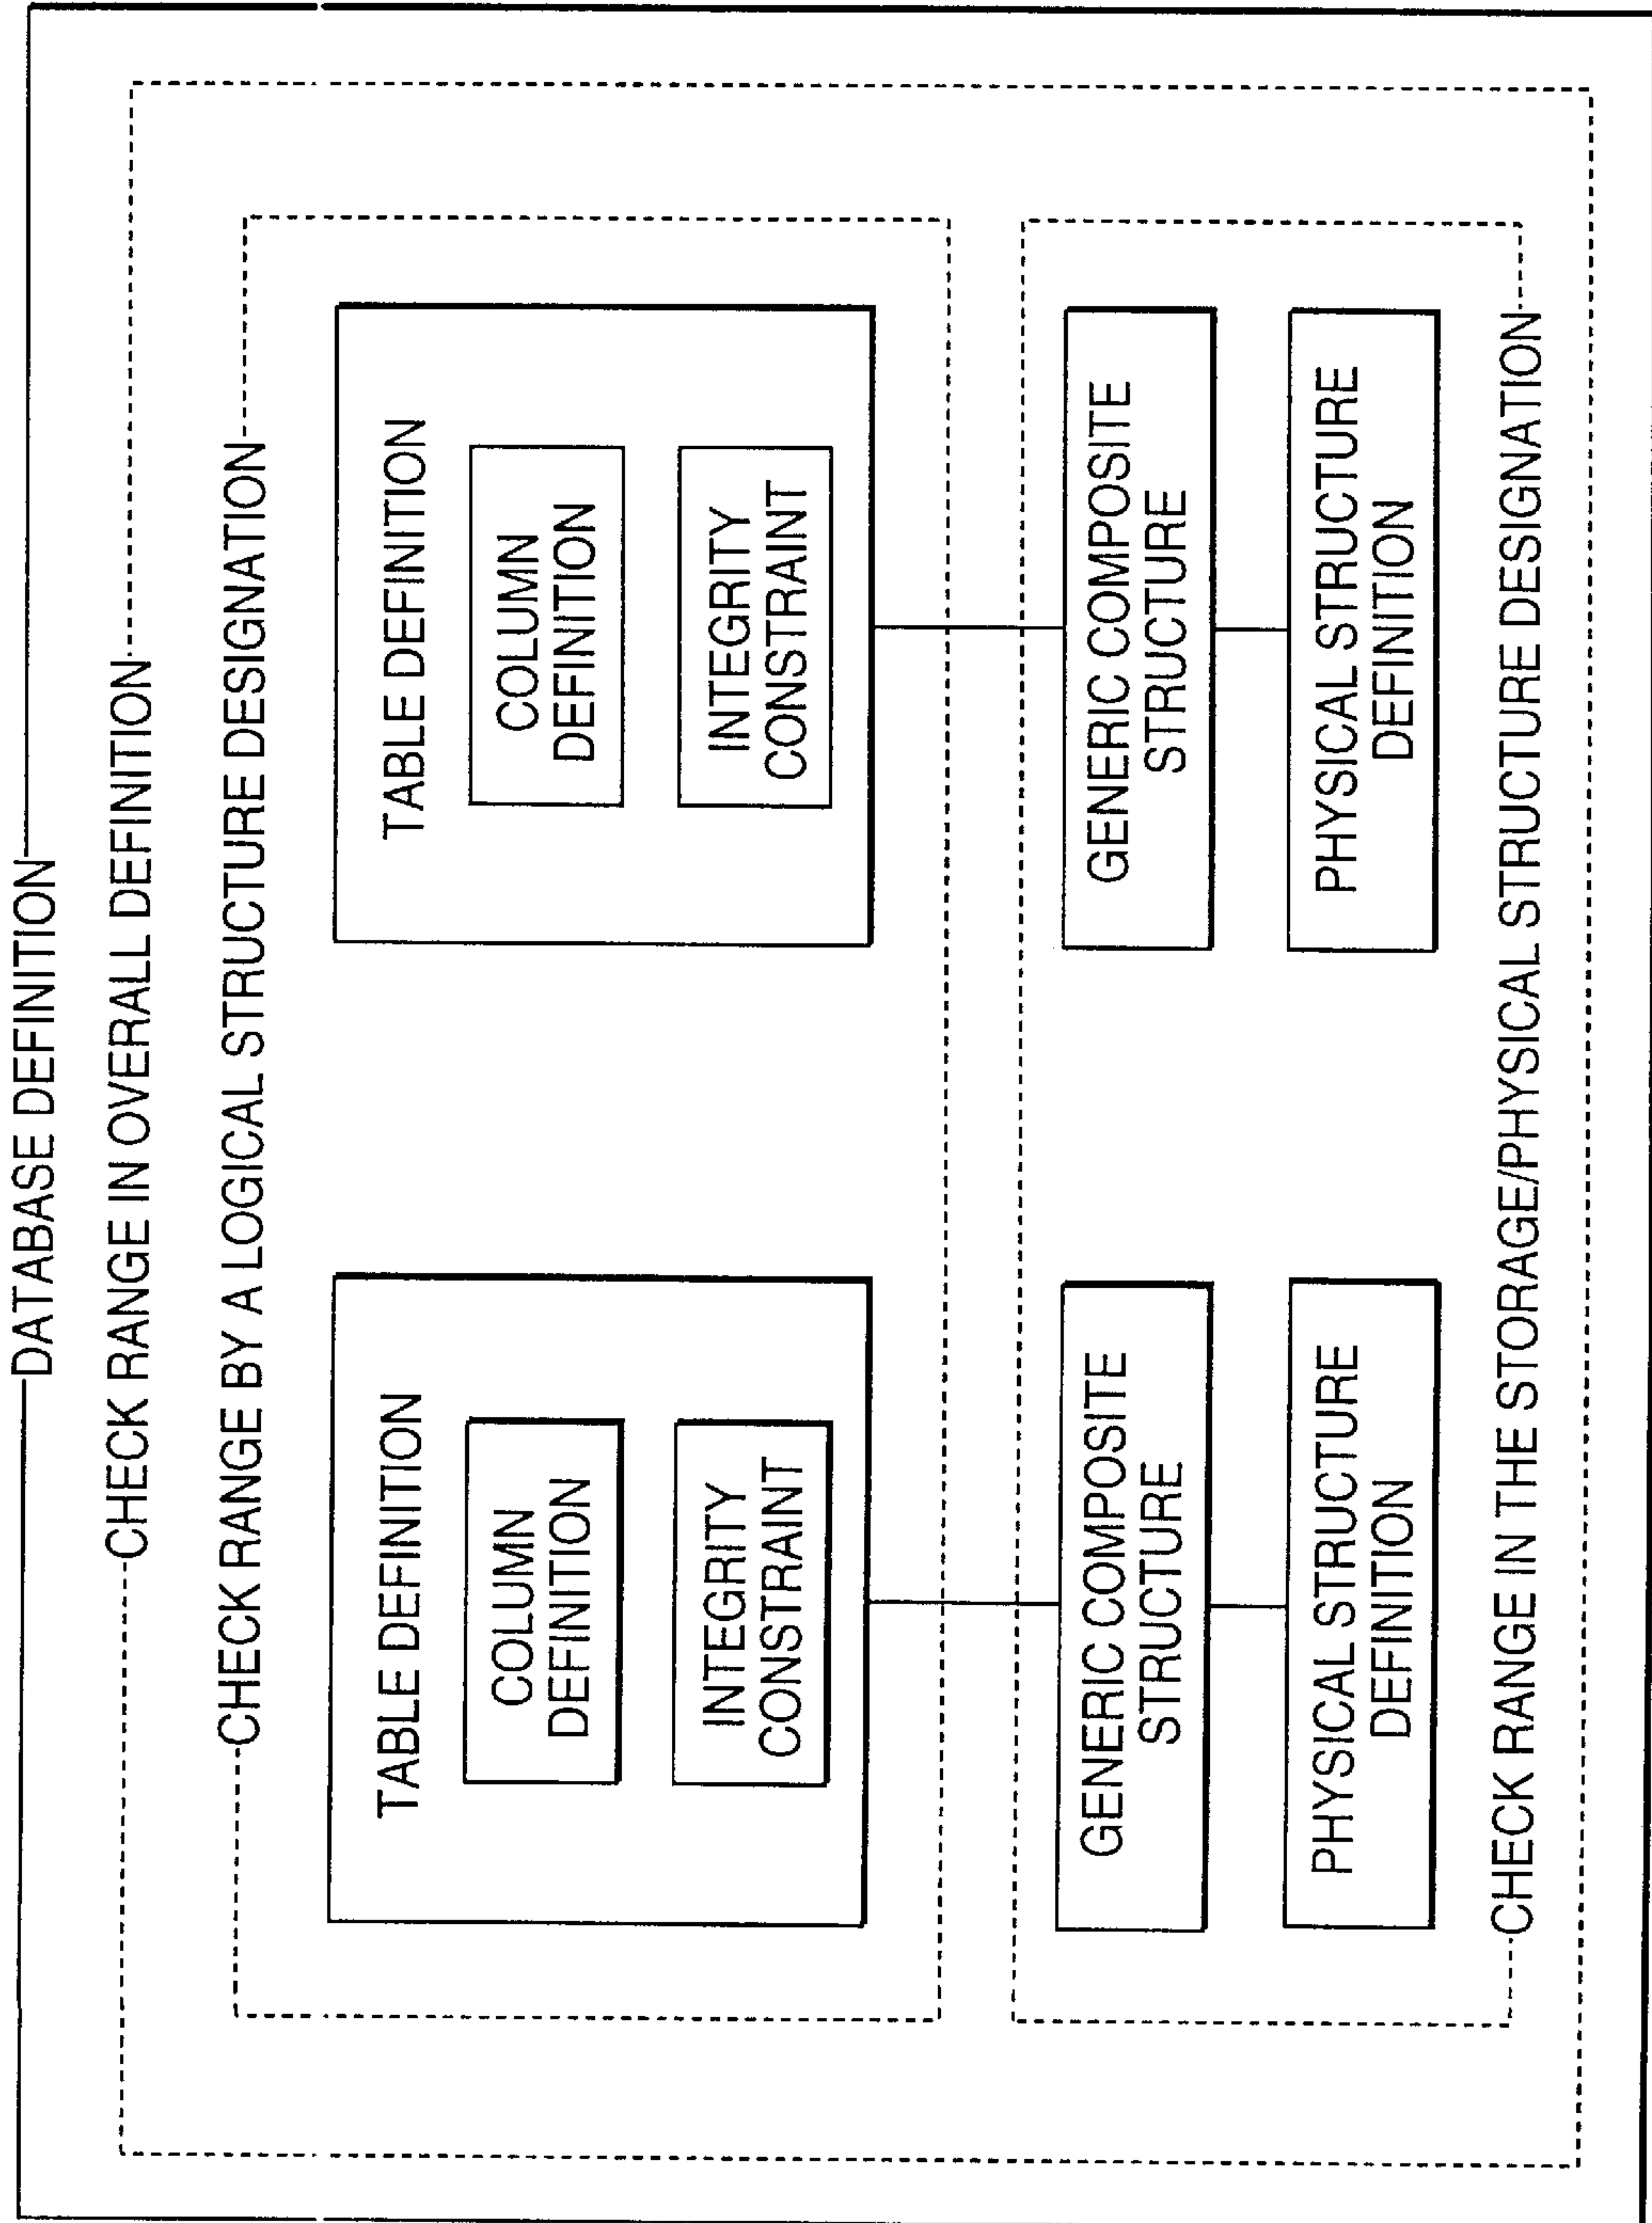 DATABASE DEFINITION
CHECK RANGE IN OVERALL DEFINITION
CHECK RANGE BY A LOGICAL STRUCTURE DESIGNATION
TABLE DEFINITION
COLUMN
DEFINITION
INTEGRITY
CONSTRAINT
TABLE DEFINITION
COLUMN
DEFINITION
INTEGRITY
CONSTRAINT
GENERIC COMPOSITE
STRUCTURE
PHYSICAL STRUCTURE
DEFINITION
GENERIC COMPOSITE
STRUCTURE
PHYSICAL STRUCTURE
DEFINITION
CHECK RANGE IN THE STORAGE/PHYSICAL STRUCTURE DESIGNATION